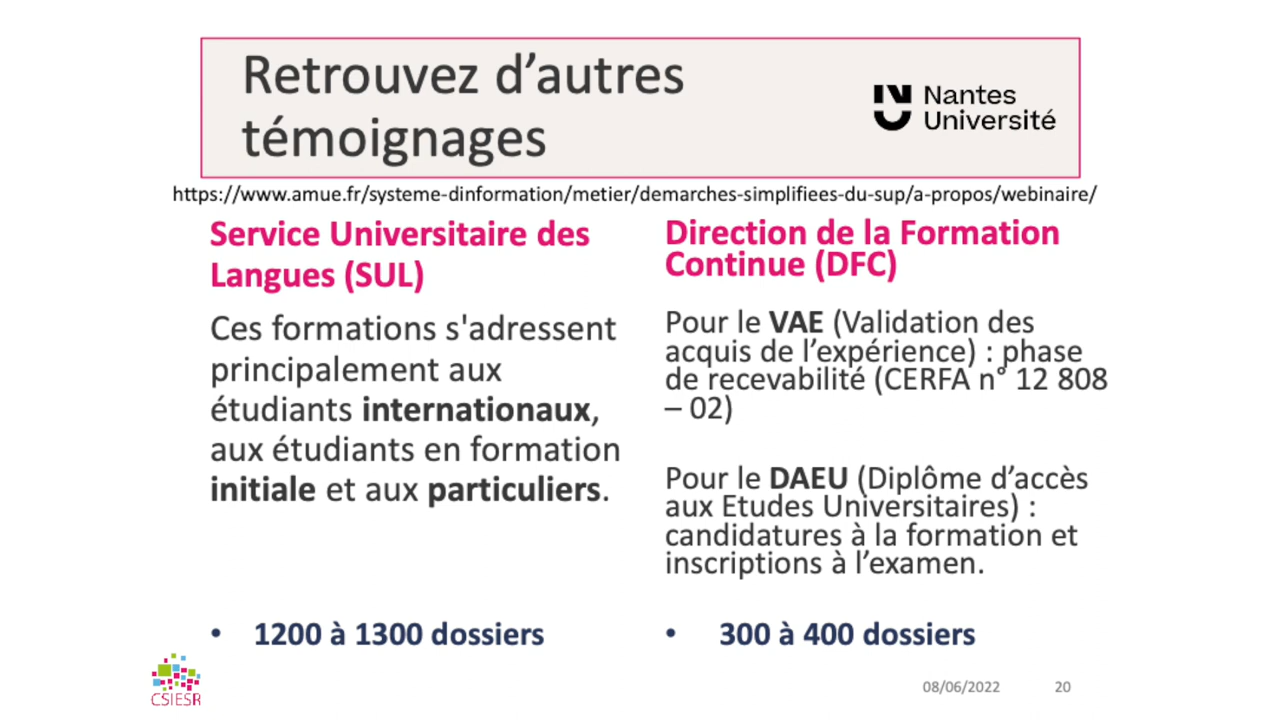 Retrouvez d’autres
témoignages
Nantes
Université
https://www.amue.fr/systeme-dinformation/metier/demarches-simplifiees-du-sup/a-propos/webinaire/
Service Universitaire des
Langues (SUL)
Ces formations s'adressent
principalement aux
étudiants internationaux,
aux étudiants en formation
initiale et aux particuliers.
• 1200 à 1300 dossiers
Direction de la Formation
Continue (DFC)
Pour le VAE (Validation des
acquis de l’expérience) : phase
de recevabilité (CERFA n° 12 808
– 02)
Pour le DAEU (Diplôme d’accès
aux Etudes Universitaires) :
candidatures à la formation et
inscriptions à l’examen.
• 300 à 400 dossiers
CSIESR
08/06/2022
20